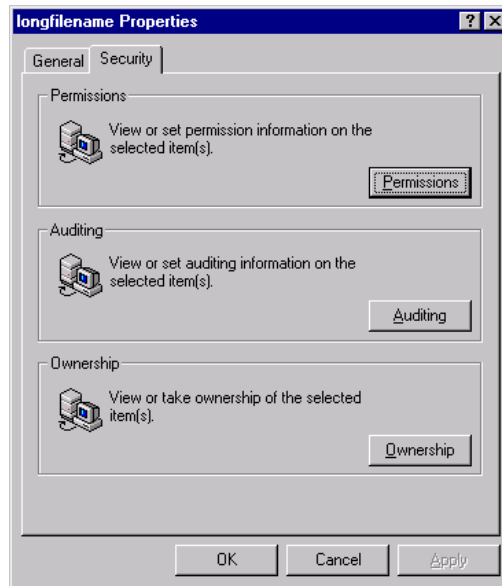 longfilename Properties
General
Security
Permissions
View or set permission information on the
selected item(s).
Permissions
Auditing
View or set auditing information on the
selected item(s).
Auditing
Ownership
View or take ownership of the selected
item(s).
Ownership
OK
Cancel
Apply